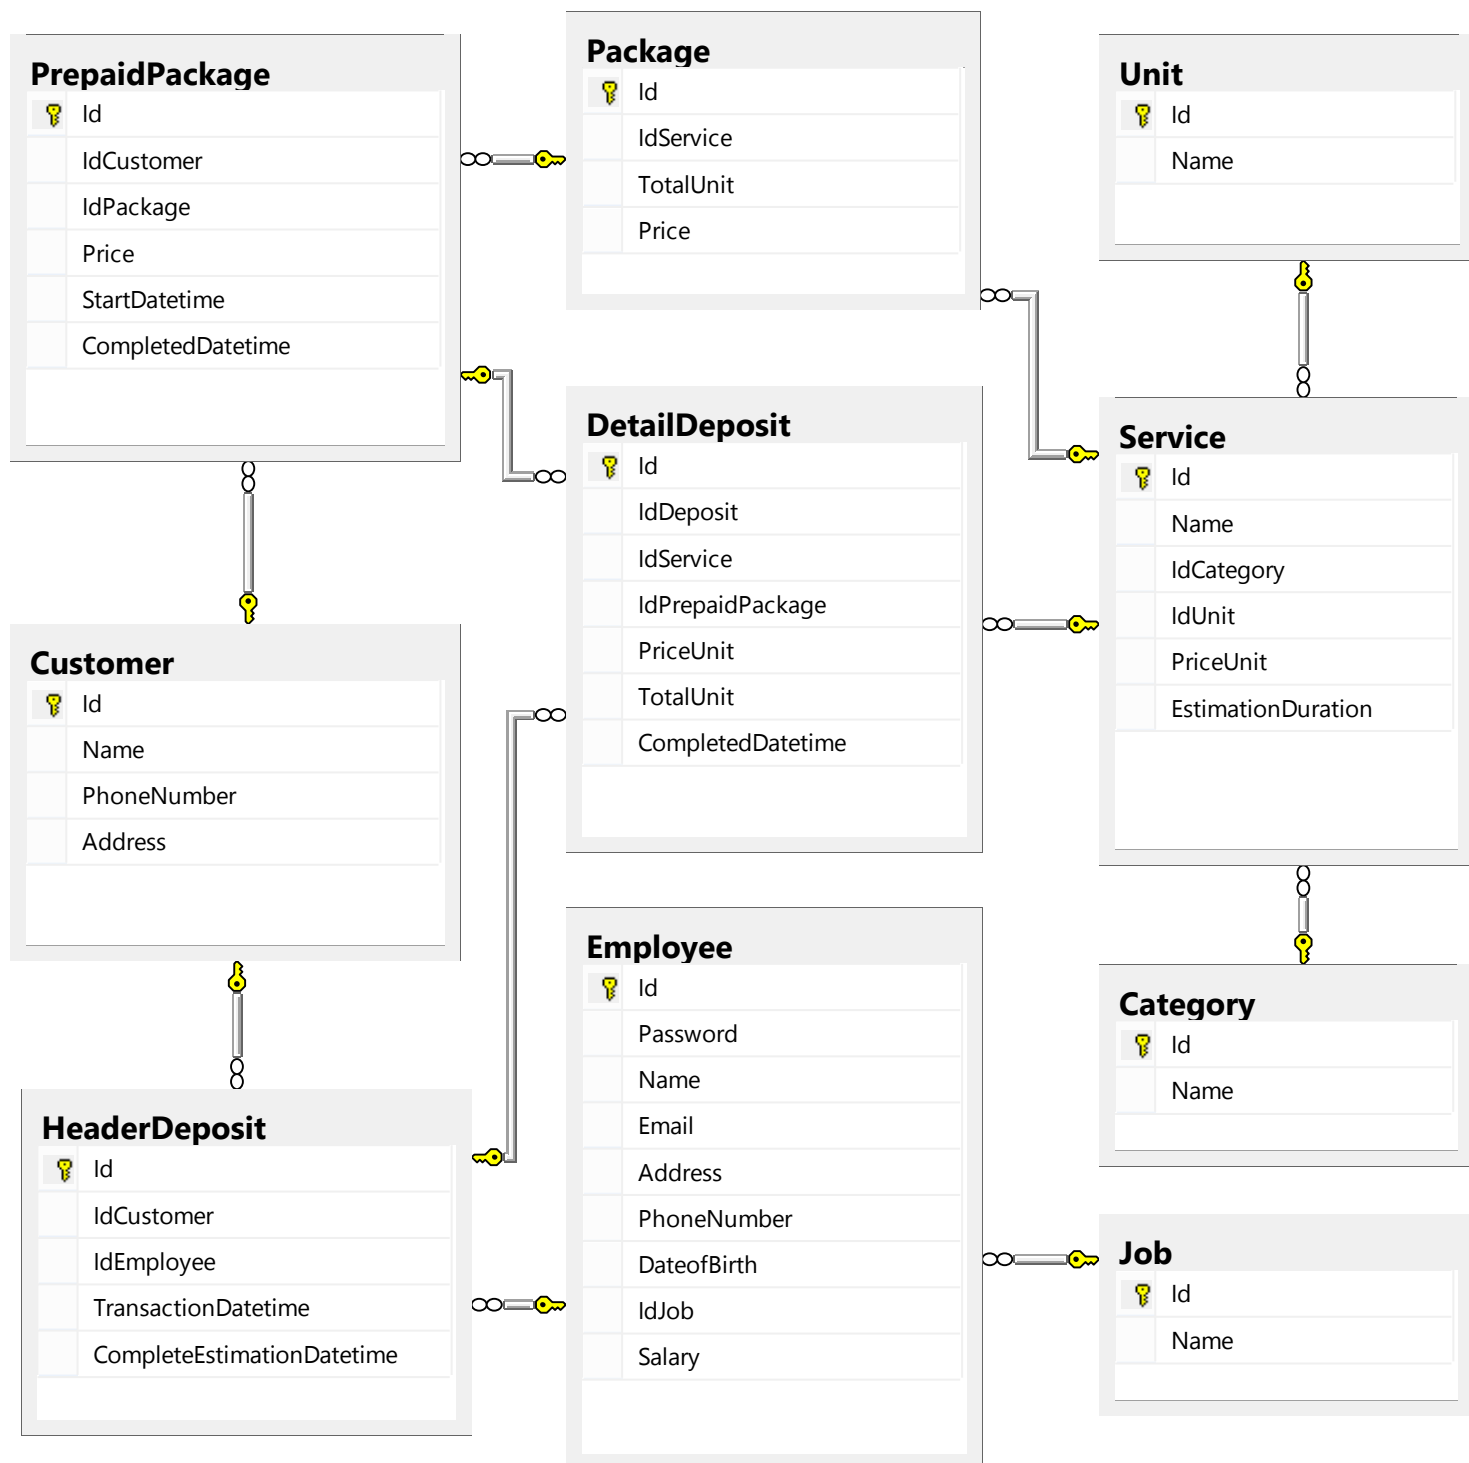 PrepaidPackage
Id
IdCustomer
IdPackage
Price
StartDatetime
CompletedDatetime
Package
Id
IdService
TotalUnit
Price
Unit
Id
Name
DetailDeposit
Id
IdDeposit
IdService
IdPrepaidPackage
PriceUnit
TotalUnit
CompletedDatetime
Service
Id
Name
IdCategory
IdUnit
PriceUnit
EstimationDuration
Customer
Id
Name
PhoneNumber
Address
Employee
Id
Password
Name
Email
Address
PhoneNumber
DateofBirth
IdJob
Salary
Category
Id
Name
HeaderDeposit
Id
IdCustomer
IdEmployee
TransactionDatetime
CompleteEstimationDatetime
Job
Id
Name